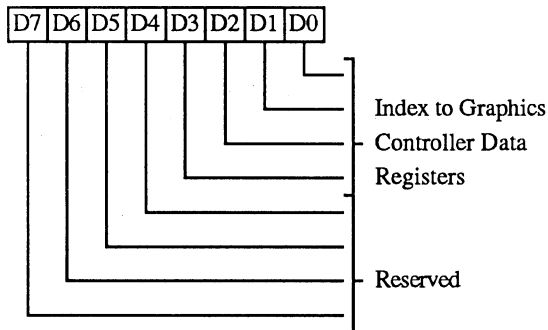 D7 D6 D5 D4 D3 D2 D1 D0
Index to Graphics
Controller Data
Registers
Reserved